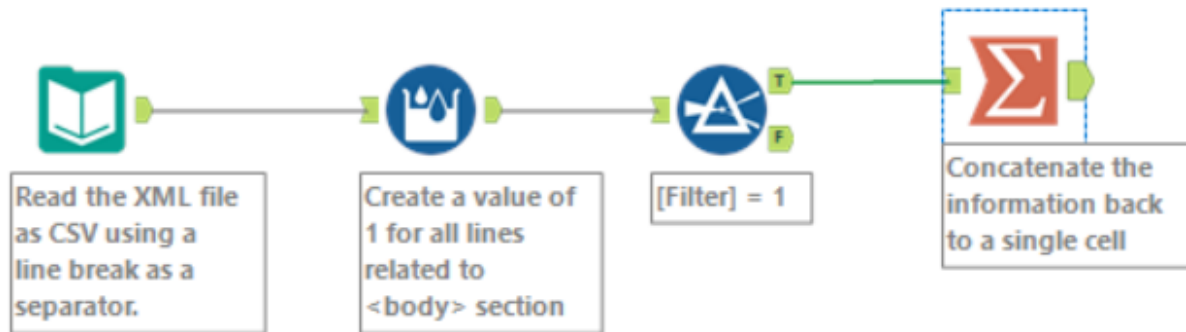 T
F
Read the XML file
as CSV using a
line break as a
separator.
Create a value of
1 for all lines
related to
<body> section
[Filter] = 1
Concatenate the
information back
to a single cell